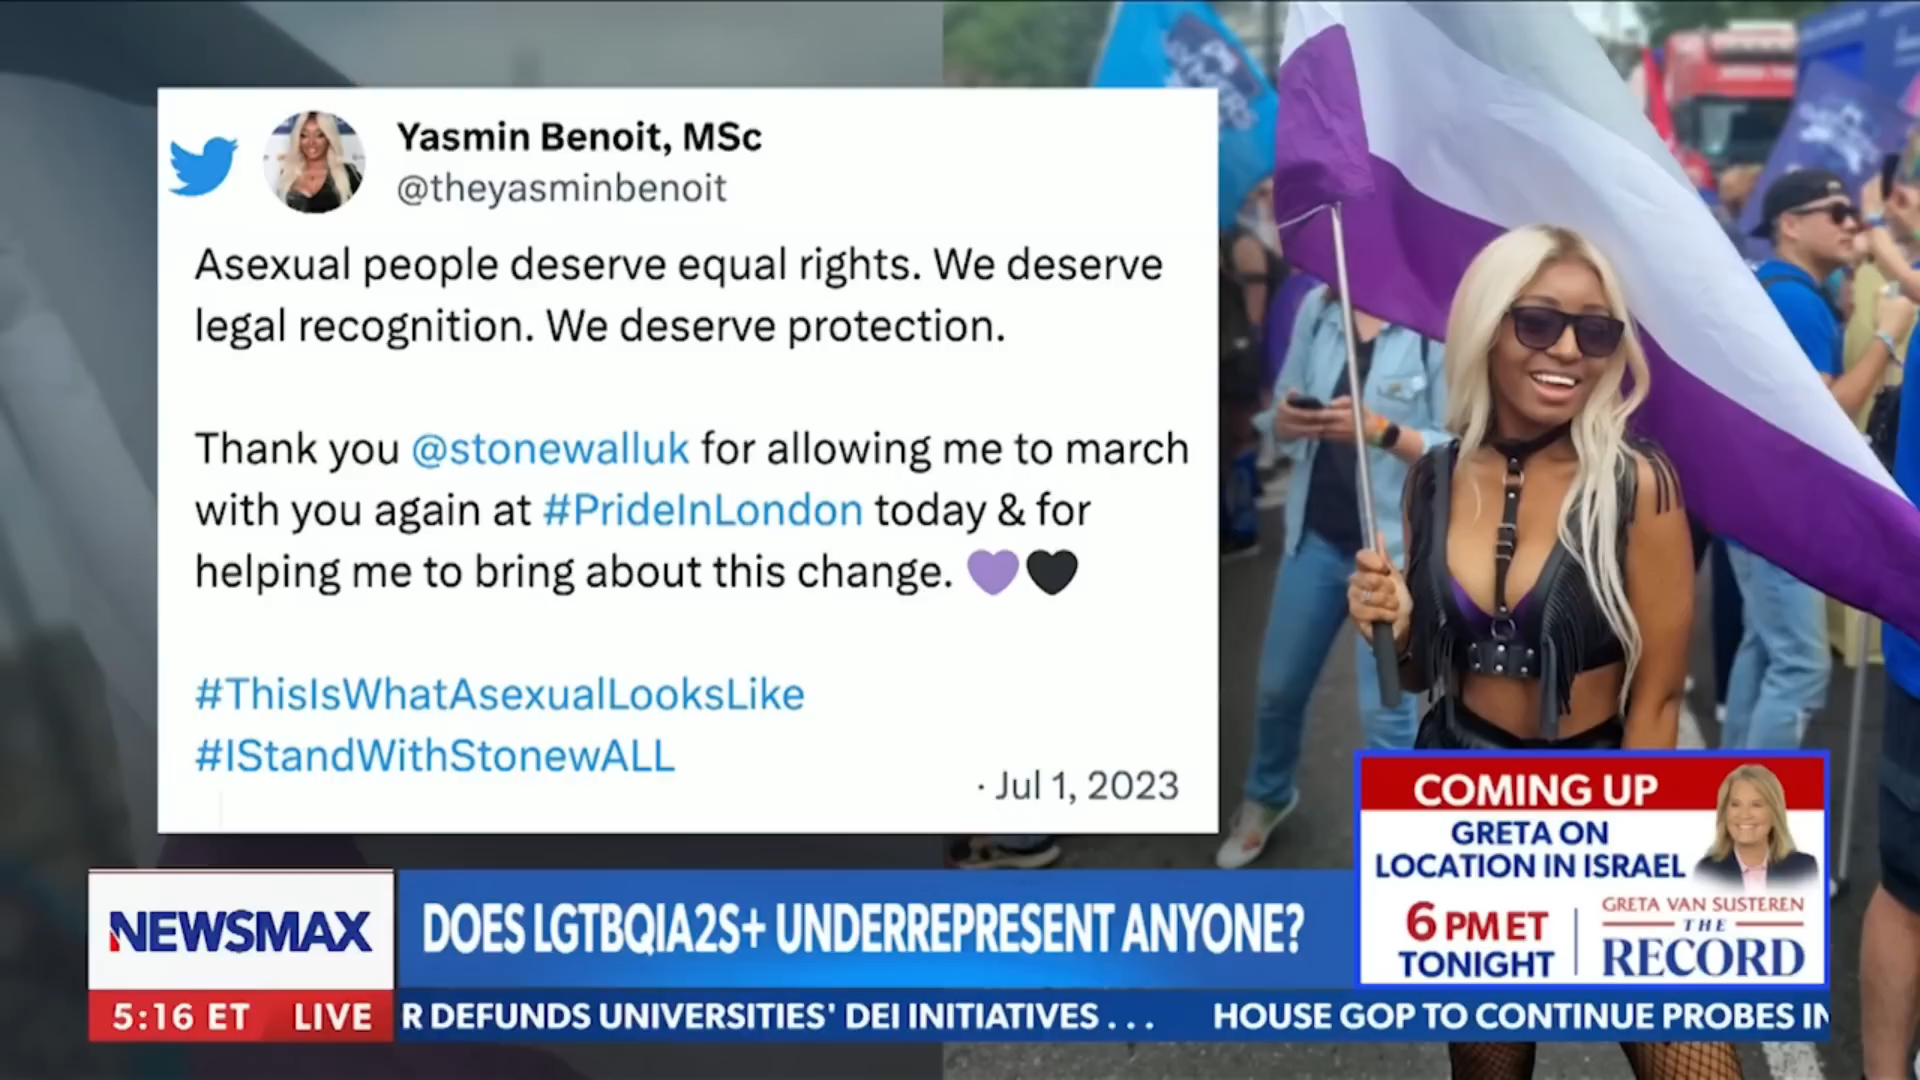 Yasmin Benoit, MSc
@theyasminbenoit
Asexual people deserve equal rights. We deserve
legal recognition. We deserve protection.
Thank you @stonewalluk for allowing me to march
with you again at #PrideInLondon today & for
helping me to bring about this change. 💜🖤
#ThisIsWhatAsexualLooksLike
#IStandWithStonewALL
· Jul 1, 2023
COMING UP
GRETA ON
LOCATION IN ISRAEL
6 PM ET
TONIGHT
GRETA VAN SUSTEREN
THE
RECORD
NEWSMAX
DOES LGTBQIA2S+ UNDERREPRESENT ANYONE?
5:16 ET LIVE
R DEFUNDS UNIVERSITIES' DEI INITIATIVES . . . HOUSE GOP TO CONTINUE PROBES IN